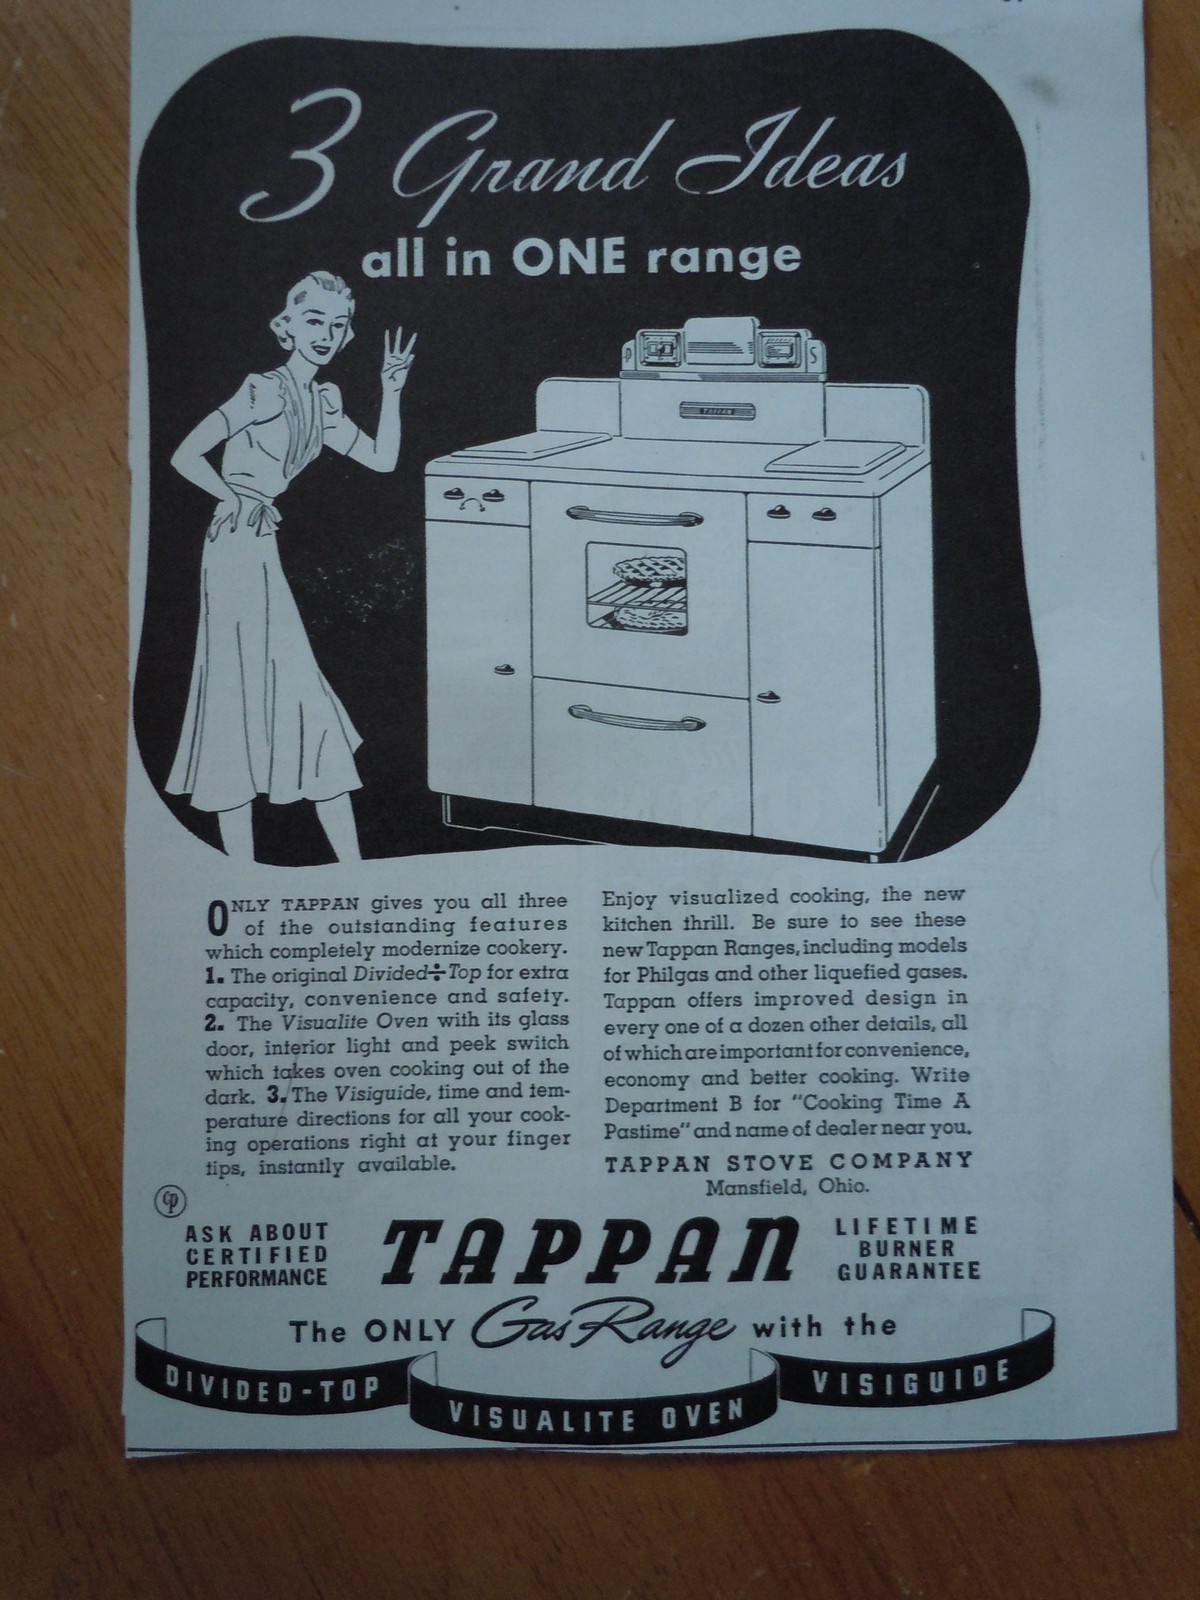 3 Grand Ideas
all in ONE range
P S
TAPPAN
ONLY TAPPAN gives you all three
of the outstanding features
which completely modernize cookery.
1. The original Divided÷Top for extra
capacity, convenience and safety.
2. The Visualite Oven with its glass
door, interior light and peek switch
which takes oven cooking out of the
dark. 3. The Visiguide, time and tem-
perature directions for all your cook-
ing operations right at your finger
tips, instantly available.
Enjoy visualized cooking, the new
kitchen thrill. Be sure to see these
new Tappan Ranges, including models
for Philgas and other liquefied gases.
Tappan offers improved design in
every one of a dozen other details, all
of which are important for convenience,
economy and better cooking. Write
Department B for "Cooking Time A
Pastime" and name of dealer near you.
TAPPAN STOVE COMPANY
Mansfield, Ohio.
CP
ASK ABOUT
CERTIFIED
PERFORMANCE
TAPPAN
LIFETIME
BURNER
GUARANTEE
The ONLY Gas Range with the
DIVIDED-TOP
VISUALITE OVEN
VISIGUIDE